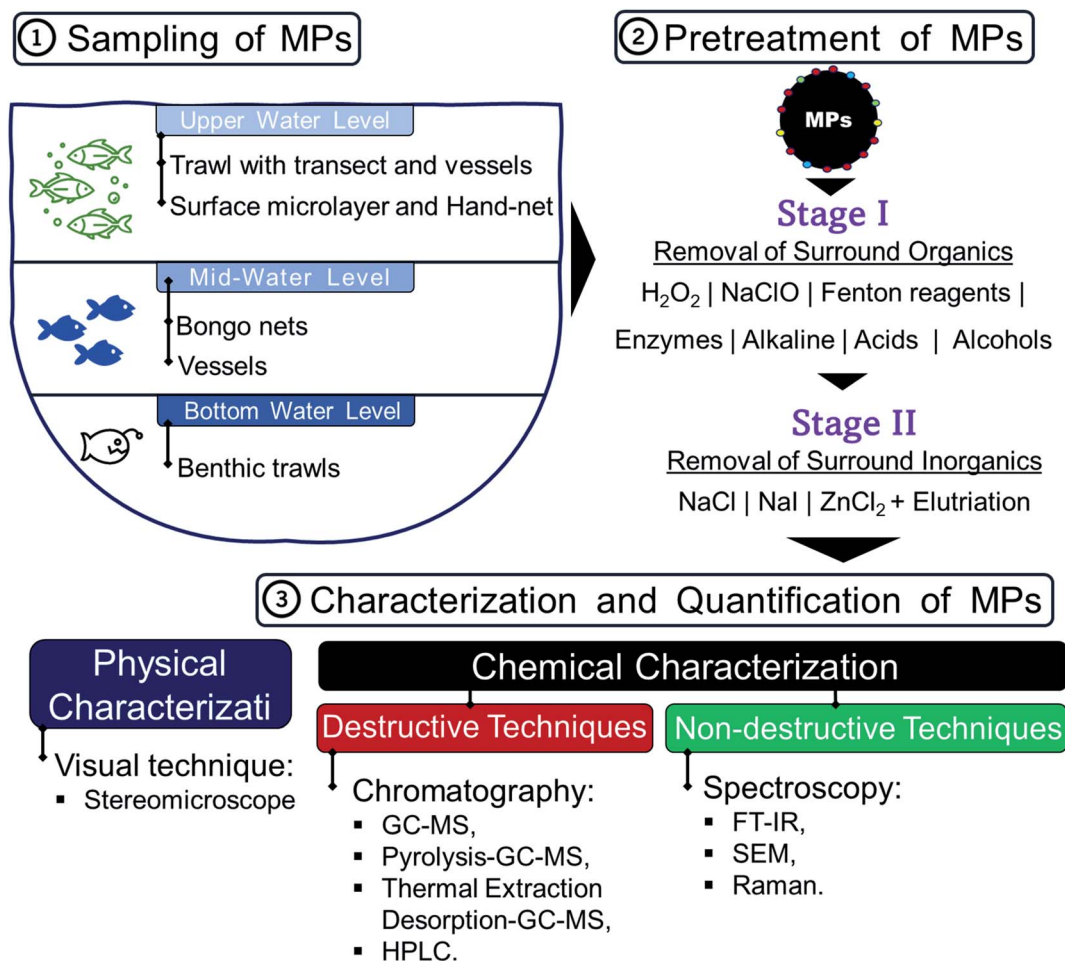 ① Sampling of MPs
Upper Water Level
Trawl with transect and vessels
Surface microlayer and Hand-net
Mid-Water Level
Bongo nets
Vessels
Bottom Water Level
Benthic trawls
② Pretreatment of MPs
MPs
Stage I
Removal of Surround Organics
H₂O₂ | NaClO | Fenton reagents |
Enzymes | Alkaline | Acids | Alcohols
Stage II
Removal of Surround Inorganics
NaCl | NaI | ZnCl₂ + Elutriation
③ Characterization and Quantification of MPs
Physical
Characterizati
Visual technique:
▪ Stereomicroscope
Chemical Characterization
Destructive Techniques
Chromatography:
▪ GC-MS,
▪ Pyrolysis-GC-MS,
▪ Thermal Extraction
Desorption-GC-MS,
▪ HPLC.
Non-destructive Techniques
Spectroscopy:
▪ FT-IR,
▪ SEM,
▪ Raman.